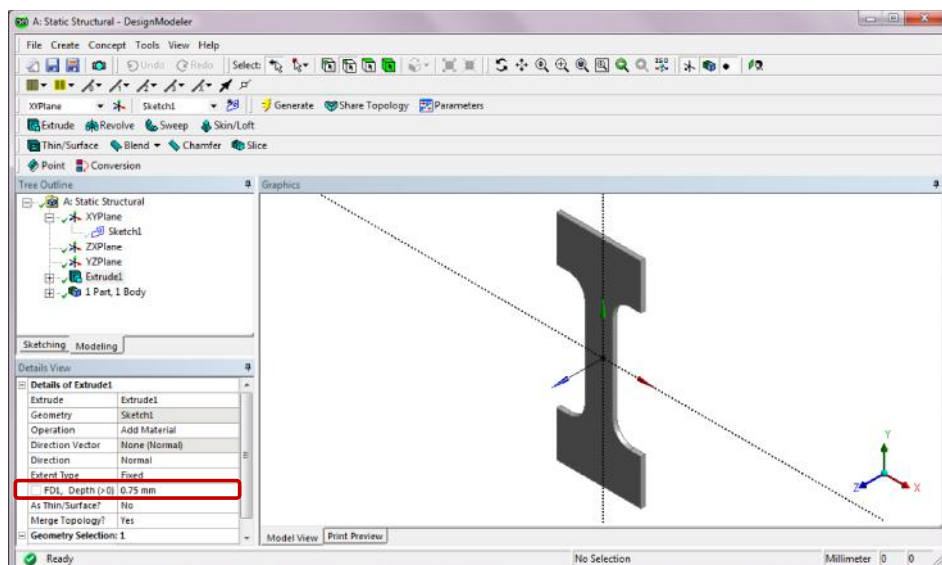 A: Static Structural - DesignModeler
File Create Concept Tools View Help
Undo Redo Select:
XYPlane Sketch1 Generate Share Topology Parameters
Extrude Revolve Sweep Skin/Loft
Thin/Surface Blend Chamfer Slice
Point Conversion
Tree Outline
A: Static Structural
XYPlane
Sketch1
ZXPlane
YZPlane
Extrude1
1 Part, 1 Body
Sketching Modeling
Details View
Details of Extrude1
Extrude Extrude1
Geometry Sketch1
Operation Add Material
Direction Vector None (Normal)
Direction Normal
Extent Type Fixed
FD1, Depth (>0) 0.75 mm
As Thin/Surface? No
Merge Topology? Yes
Geometry Selection: 1
Graphics
Y
Z X
Model View Print Preview
Ready No Selection Millimeter 0 0